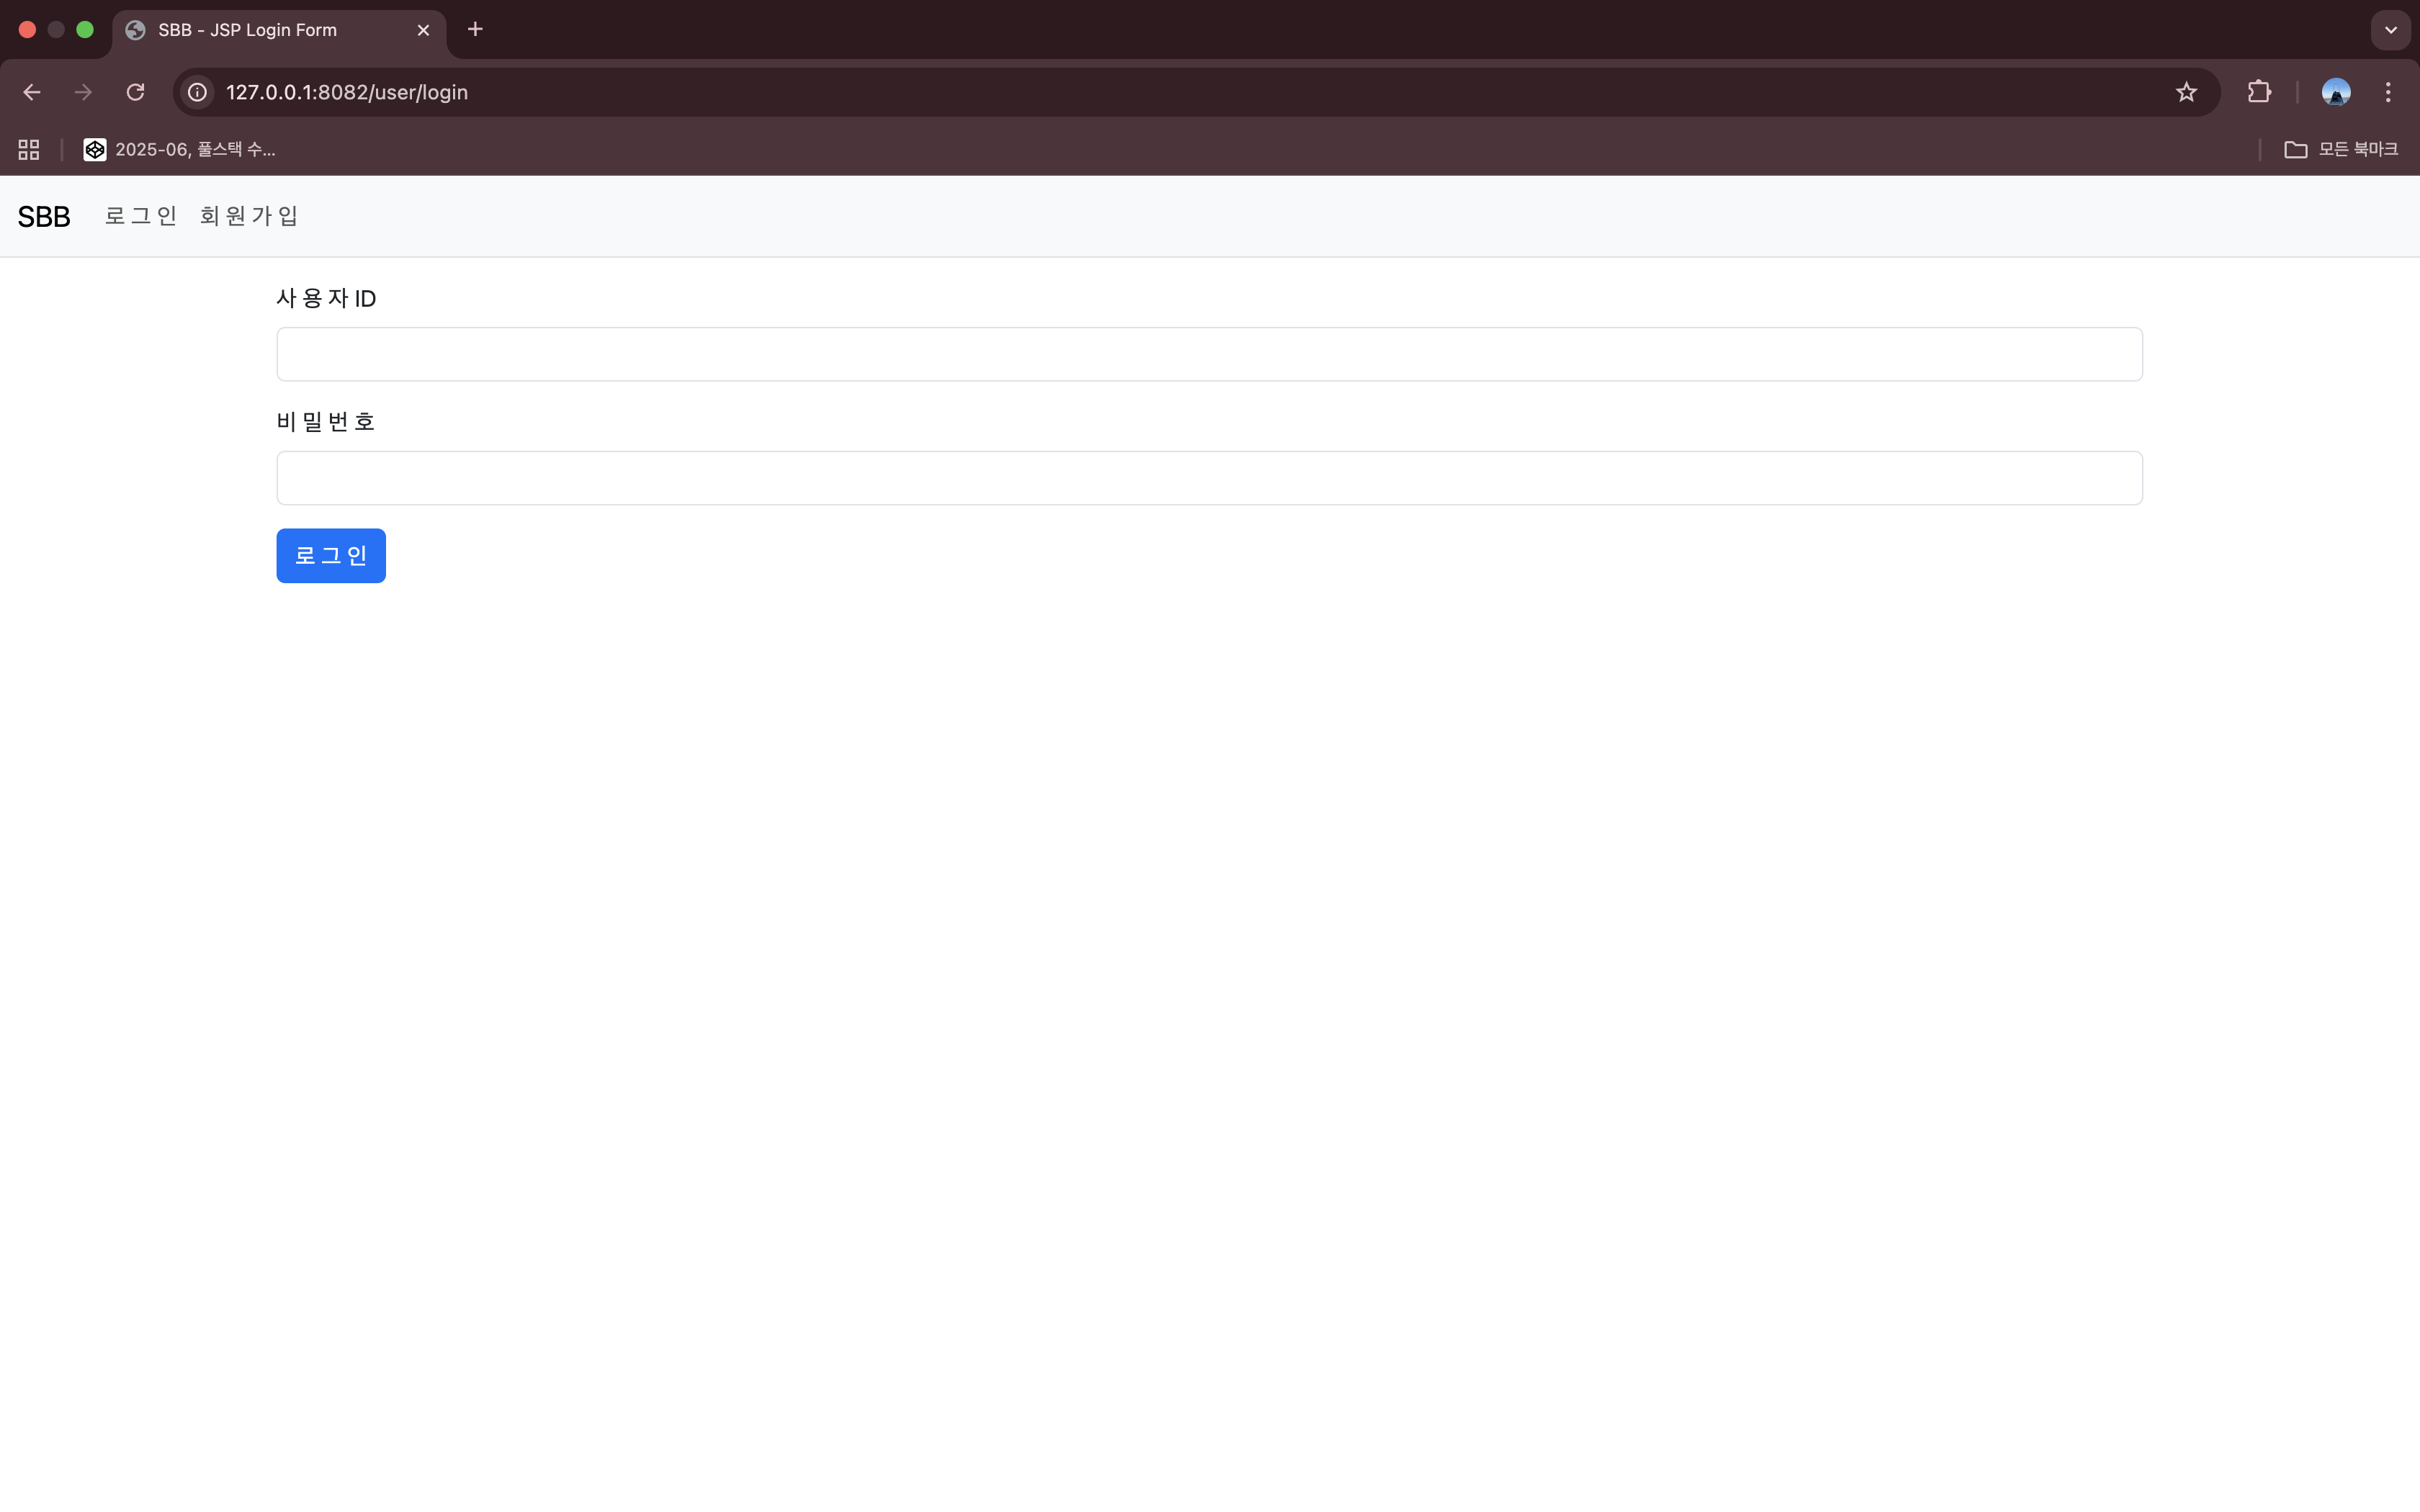 SBB - JSP Login Form
127.0.0.1:8082/user/login
2025-06, 풀스택 수...
모든 북마크
SBB 로그인 회원가입
사용자ID
비밀번호
로그인